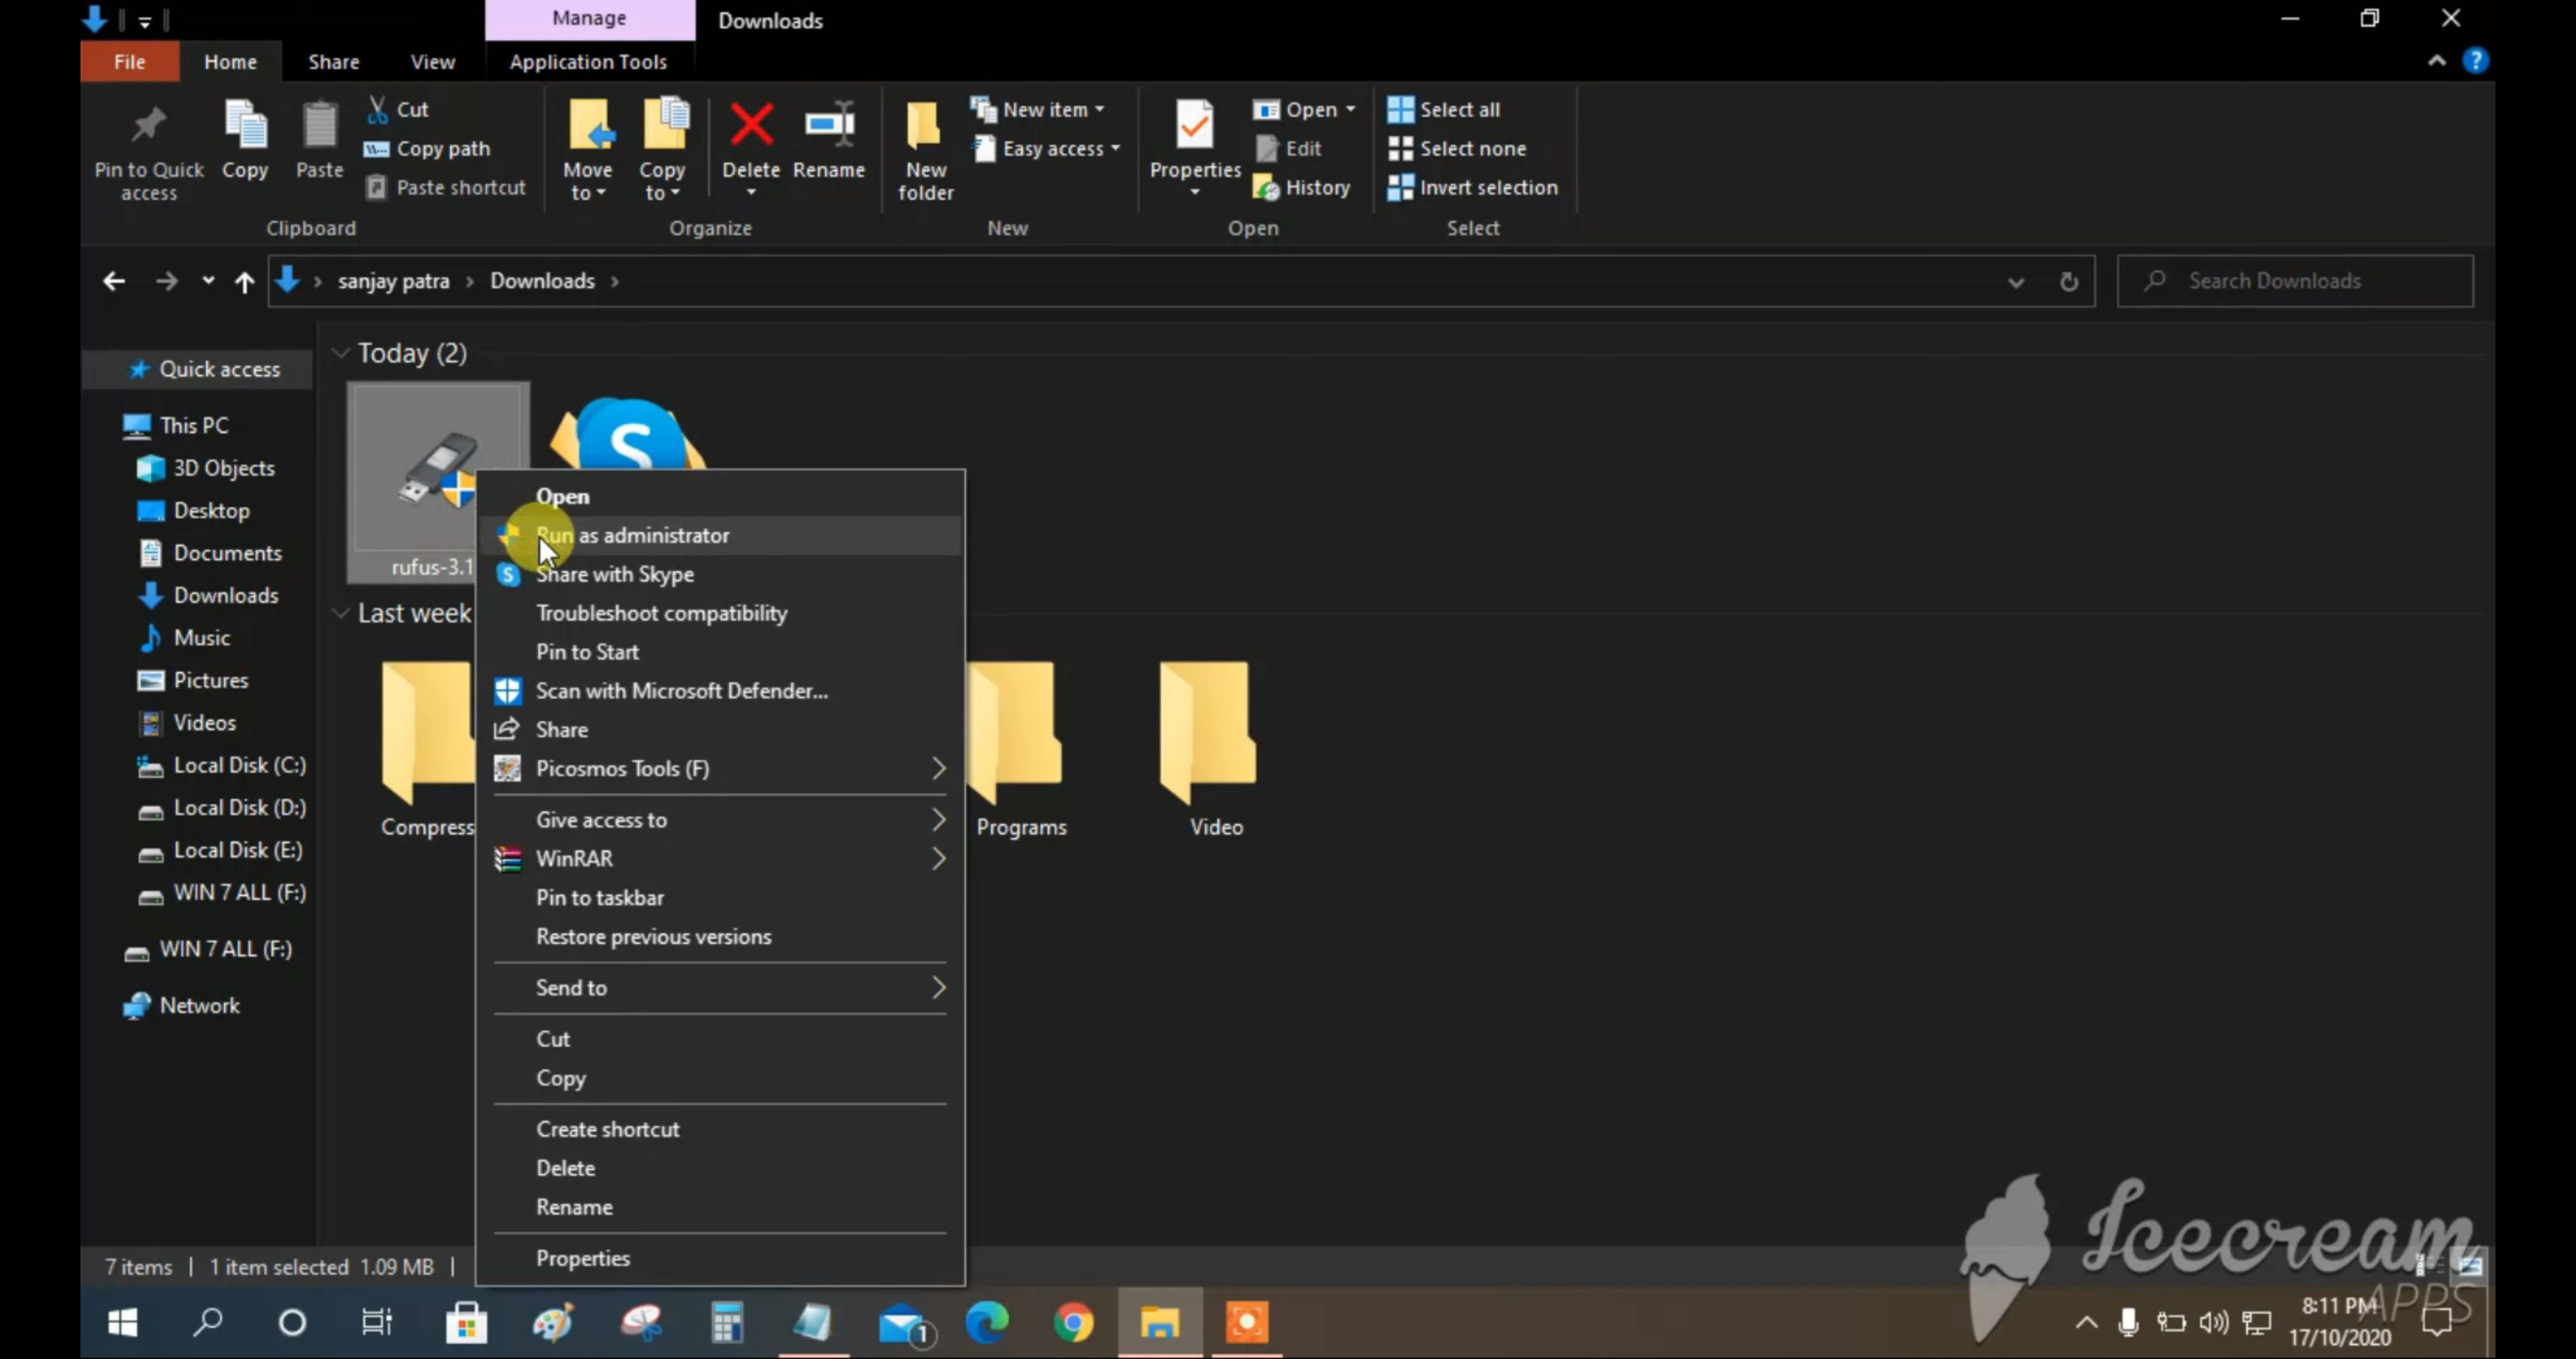 Manage
Downloads
File
Home
Share
View
Application Tools
Pin to Quick
access
Copy
Paste
Cut
Copy path
Paste shortcut
Clipboard
Move
to
Copy
to
Delete
Rename
Organize
New
folder
New item
Easy access
New
Properties
Open
Edit
History
Open
Select all
Select none
Invert selection
Select
sanjay patra
Downloads
Search Downloads
Quick access
This PC
3D Objects
Desktop
Documents
Downloads
Music
Pictures
Videos
Local Disk (C:)
Local Disk (D:)
Local Disk (E:)
WIN 7 ALL (F:)
WIN 7 ALL (F:)
Network
Today (2)
S
rufus-3.1
Last week
Compress
Programs
Video
Open
Run as administrator
S
Share with Skype
Troubleshoot compatibility
Pin to Start
Scan with Microsoft Defender...
Share
Picosmos Tools (F)
Give access to
WinRAR
Pin to taskbar
Restore previous versions
Send to
Cut
Copy
Create shortcut
Delete
Rename
Properties
7 items
1 item selected 1.09 MB
Icecream
APPS
1
8:11 PM
17/10/2020